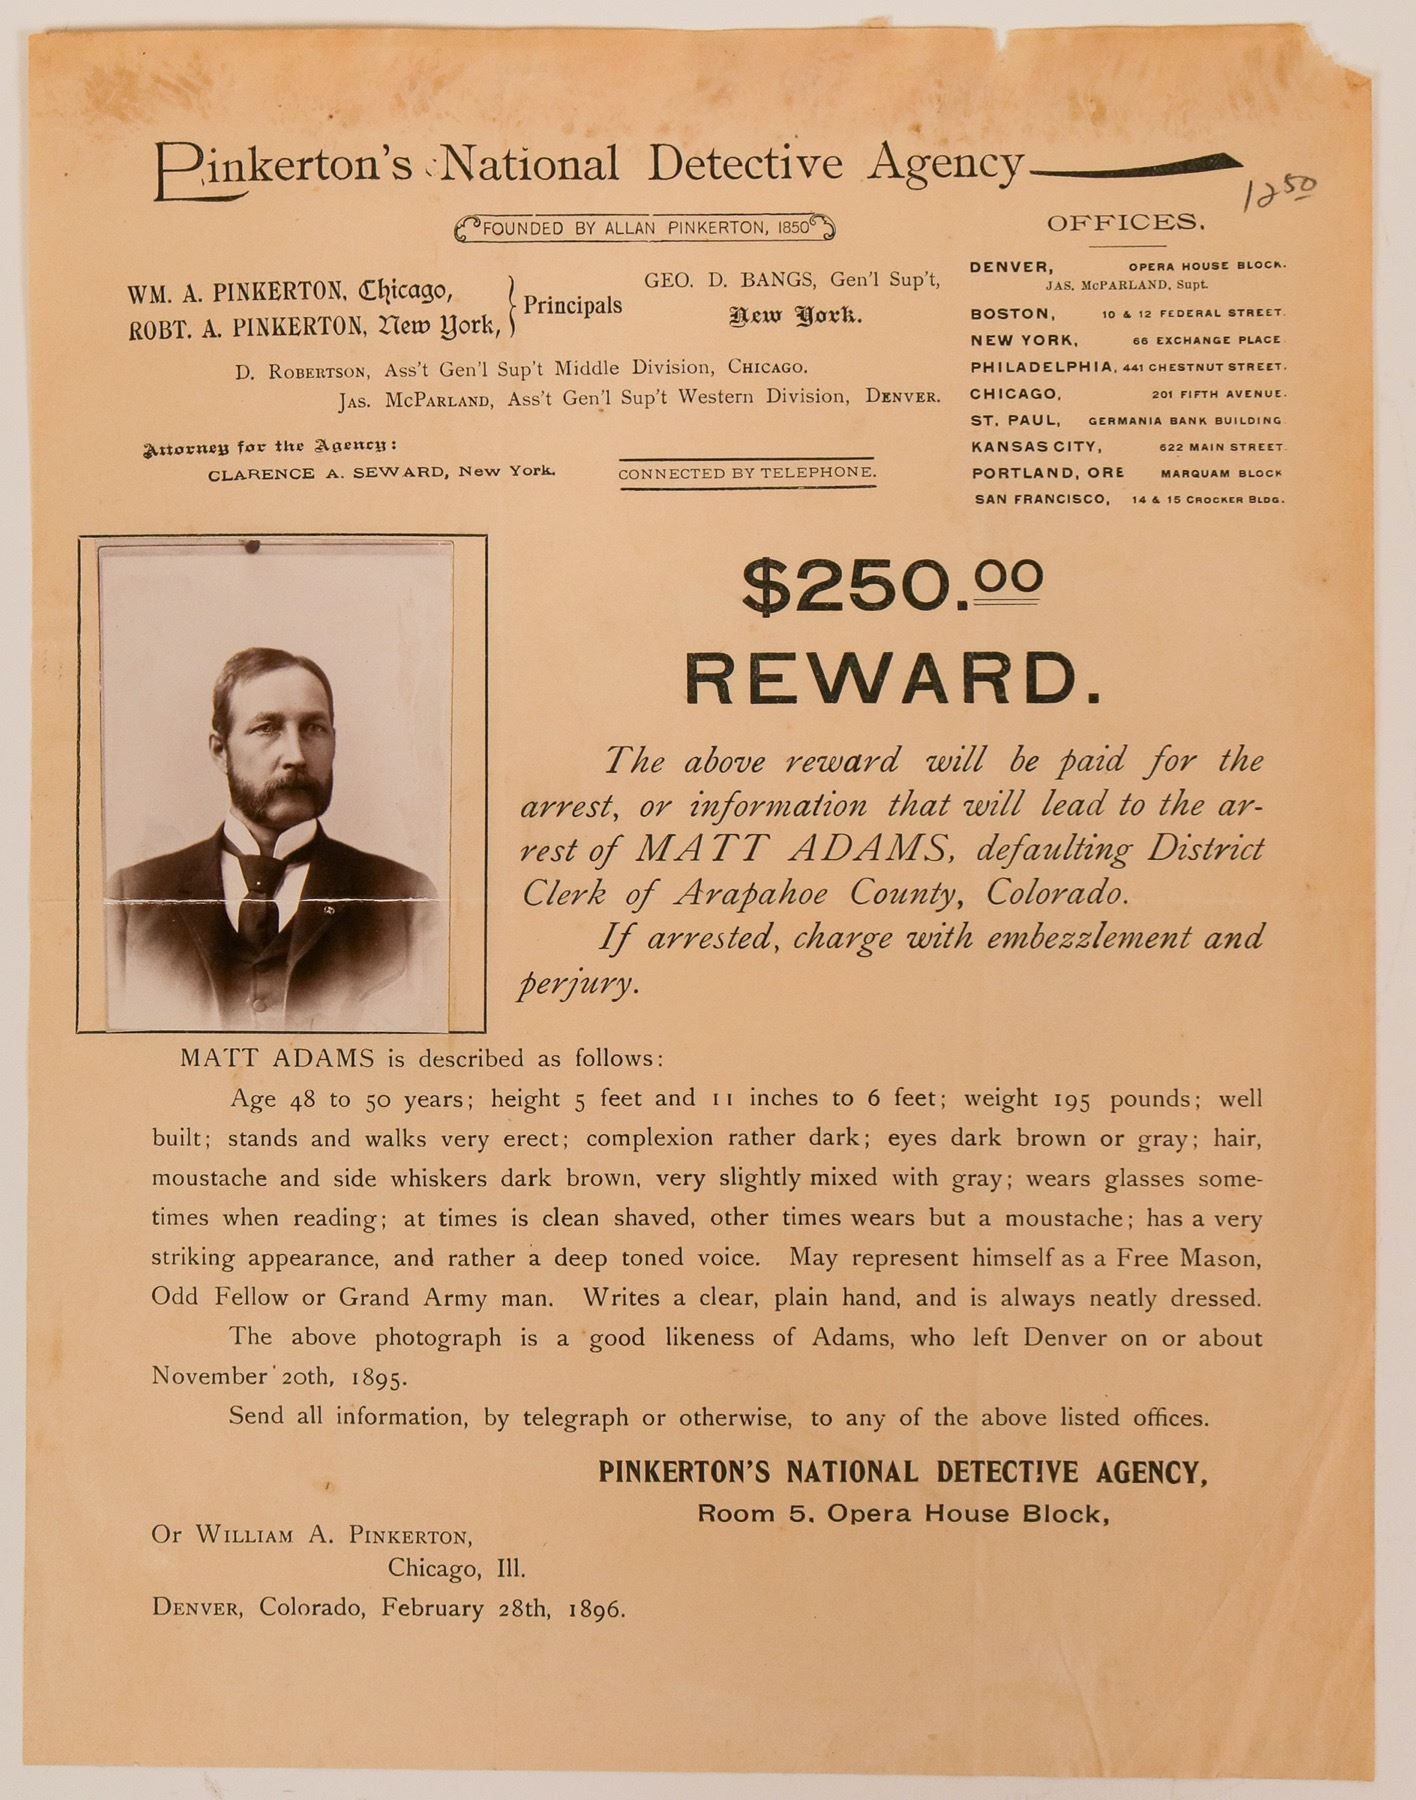 Pinkerton's National Detective Agency
1250
FOUNDED BY ALLAN PINKERTON, 1850
WM. A. PINKERTON, Chicago,
ROBT. A. PINKERTON, New York,
Principals
GEO. D. BANGS, Gen'l Sup't,
New York.
D. ROBERTSON, Ass't Gen'l Sup't Middle Division, CHICAGO.
JAS. MCPARLAND, Ass't Gen'l Sup't Western Division, DENVER.
Attorney for the Agency:
CLARENCE A. SEWARD, New York.
CONNECTED BY TELEPHONE.
OFFICES.
DENVER, OPERA HOUSE BLOCK.
JAS. McPARLAND, Supt.
BOSTON, 10 & 12 FEDERAL STREET.
NEW YORK, 66 EXCHANGE PLACE
PHILADELPHIA, 441 CHESTNUT STREET.
CHICAGO, 201 FIFTH AVENUE.
ST. PAUL, GERMANIA BANK BUILDING
KANSAS CITY, 622 MAIN STREET.
PORTLAND, ORE MARQUAM BLOCK
SAN FRANCISCO, 14 & 15 CROCKER BLDG.
$250.00
REWARD.
The above reward will be paid for the
arrest, or information that will lead to the ar-
rest of MATT ADAMS, defaulting District
Clerk of Arapahoe County, Colorado.
If arrested, charge with embezzlement and
perjury.
MATT ADAMS is described as follows:
Age 48 to 50 years; height 5 feet and 11 inches to 6 feet; weight 195 pounds; well
built; stands and walks very erect; complexion rather dark; eyes dark brown or gray; hair,
moustache and side whiskers dark brown, very slightly mixed with gray; wears glasses some-
times when reading; at times is clean shaved, other times wears but a moustache; has a very
striking appearance, and rather a deep toned voice. May represent himself as a Free Mason,
Odd Fellow or Grand Army man. Writes a clear, plain hand, and is always neatly dressed.
The above photograph is a good likeness of Adams, who left Denver on or about
November 20th, 1895.
Send all information, by telegraph or otherwise, to any of the above listed offices.
PINKERTON'S NATIONAL DETECTIVE AGENCY,
Room 5, Opera House Block,
Or WILLIAM A. PINKERTON,
Chicago, Ill.
DENVER, Colorado, February 28th, 1896.